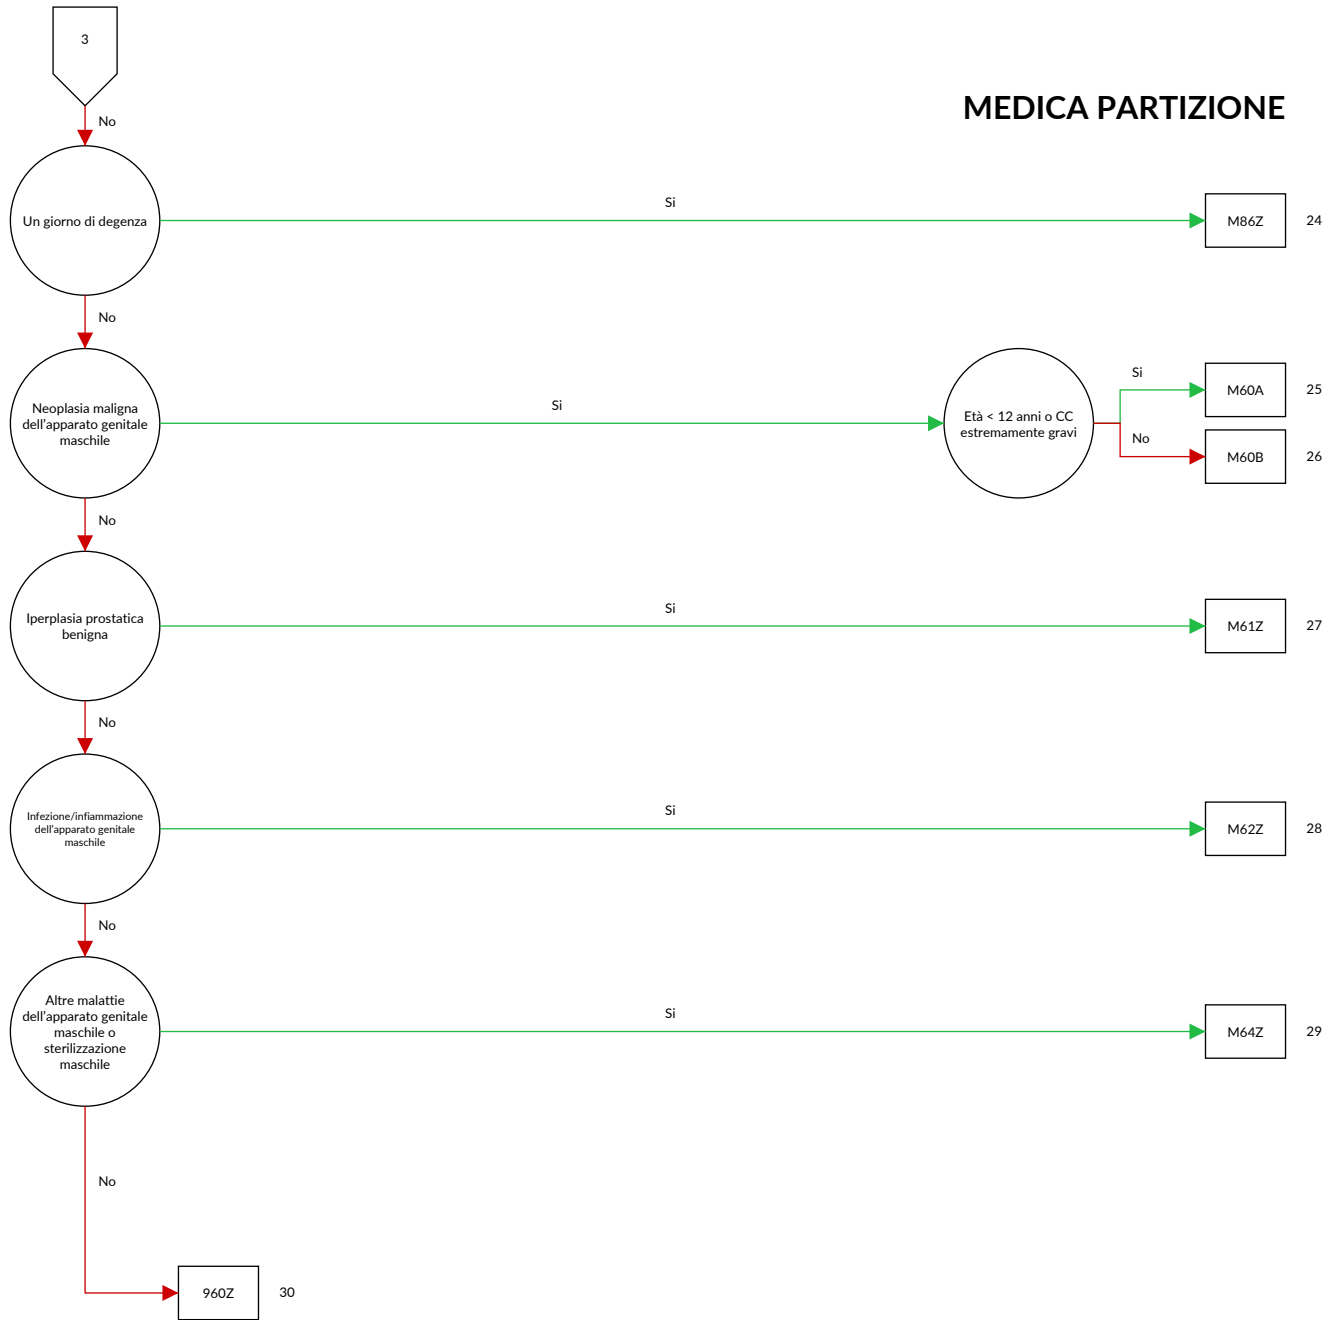 3
MEDICA PARTIZIONE
No
Un giorno di degenza
Si
M86Z
24
No
Neoplasia maligna
dell'apparato genitale
maschile
Si
Età < 12 anni o CC
estremamente gravi
Si
M60A
25
No
M60B
26
No
Iperplasia prostatica
benigna
Si
M61Z
27
No
Infezione/infiammazione
dell'apparato genitale
maschile
Si
M62Z
28
No
Altre malattie
dell'apparato genitale
maschile o
sterilizzazione
maschile
Si
M64Z
29
No
960Z
30